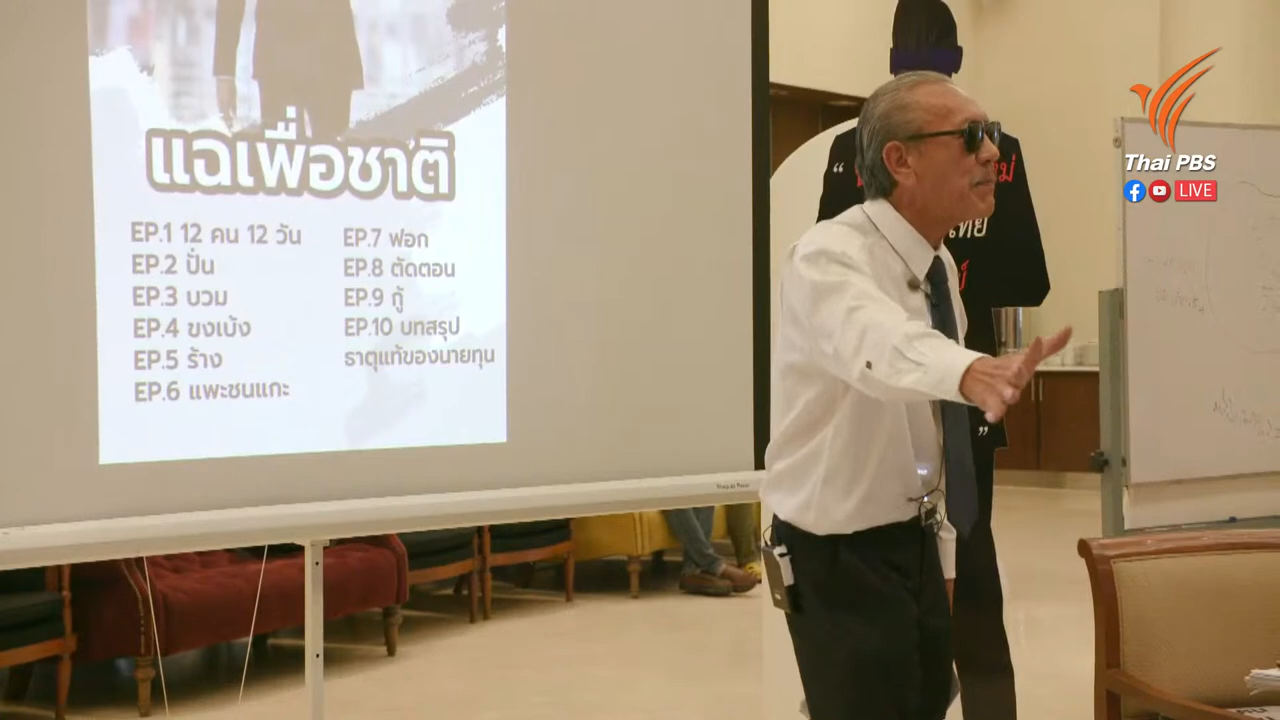 แฉเพื่อชาติ
EP.1 12 คน 12 วัน
EP.2 ปั่น
EP.3 บวม
EP.4 ขงเบ้ง
EP.5 ร้าง
EP.6 แพะชนแกะ
EP.7 ฟอก
EP.8 ตัดตอน
EP.9 กู้
EP.10 บทสรุป
ธาตุแท้ของนายทุน
Thai PBS
LIVE